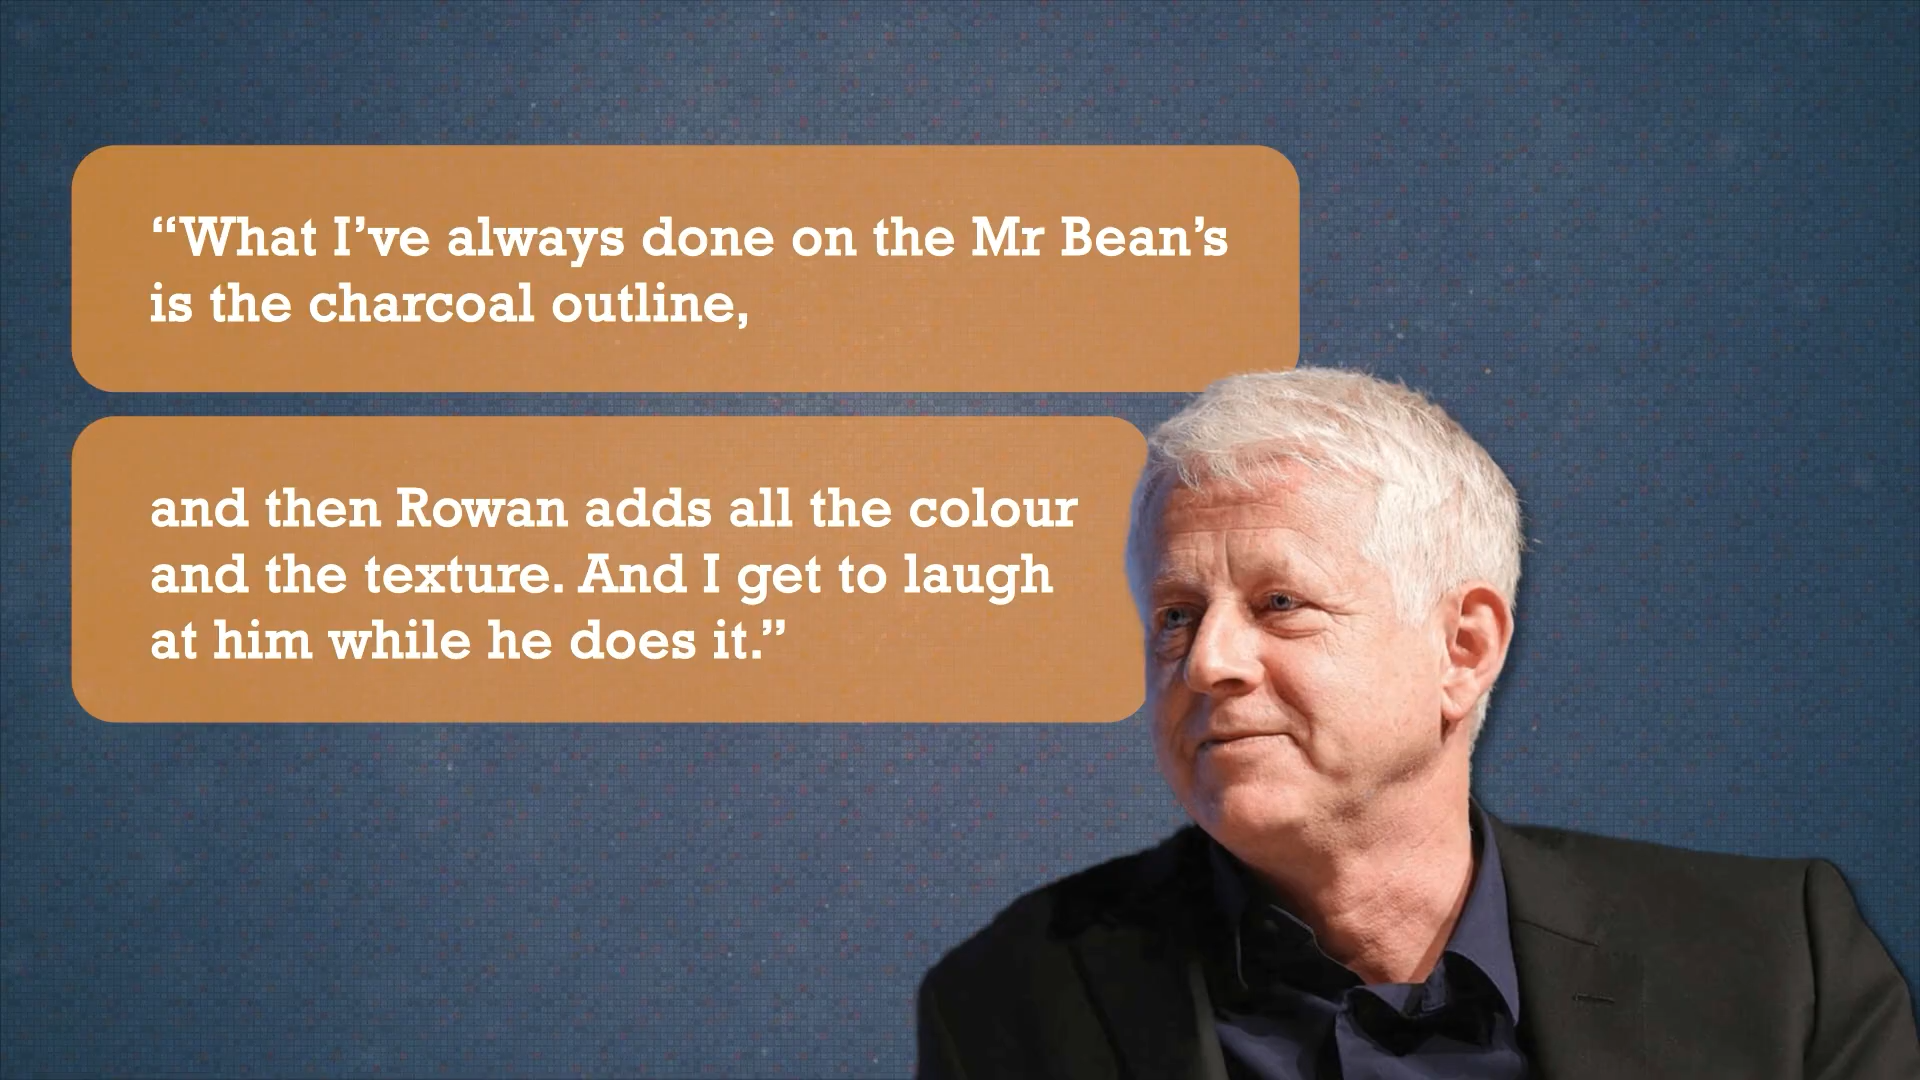 “What I’ve always done on the Mr Bean’s
is the charcoal outline,
and then Rowan adds all the colour
and the texture. And I get to laugh
at him while he does it.”